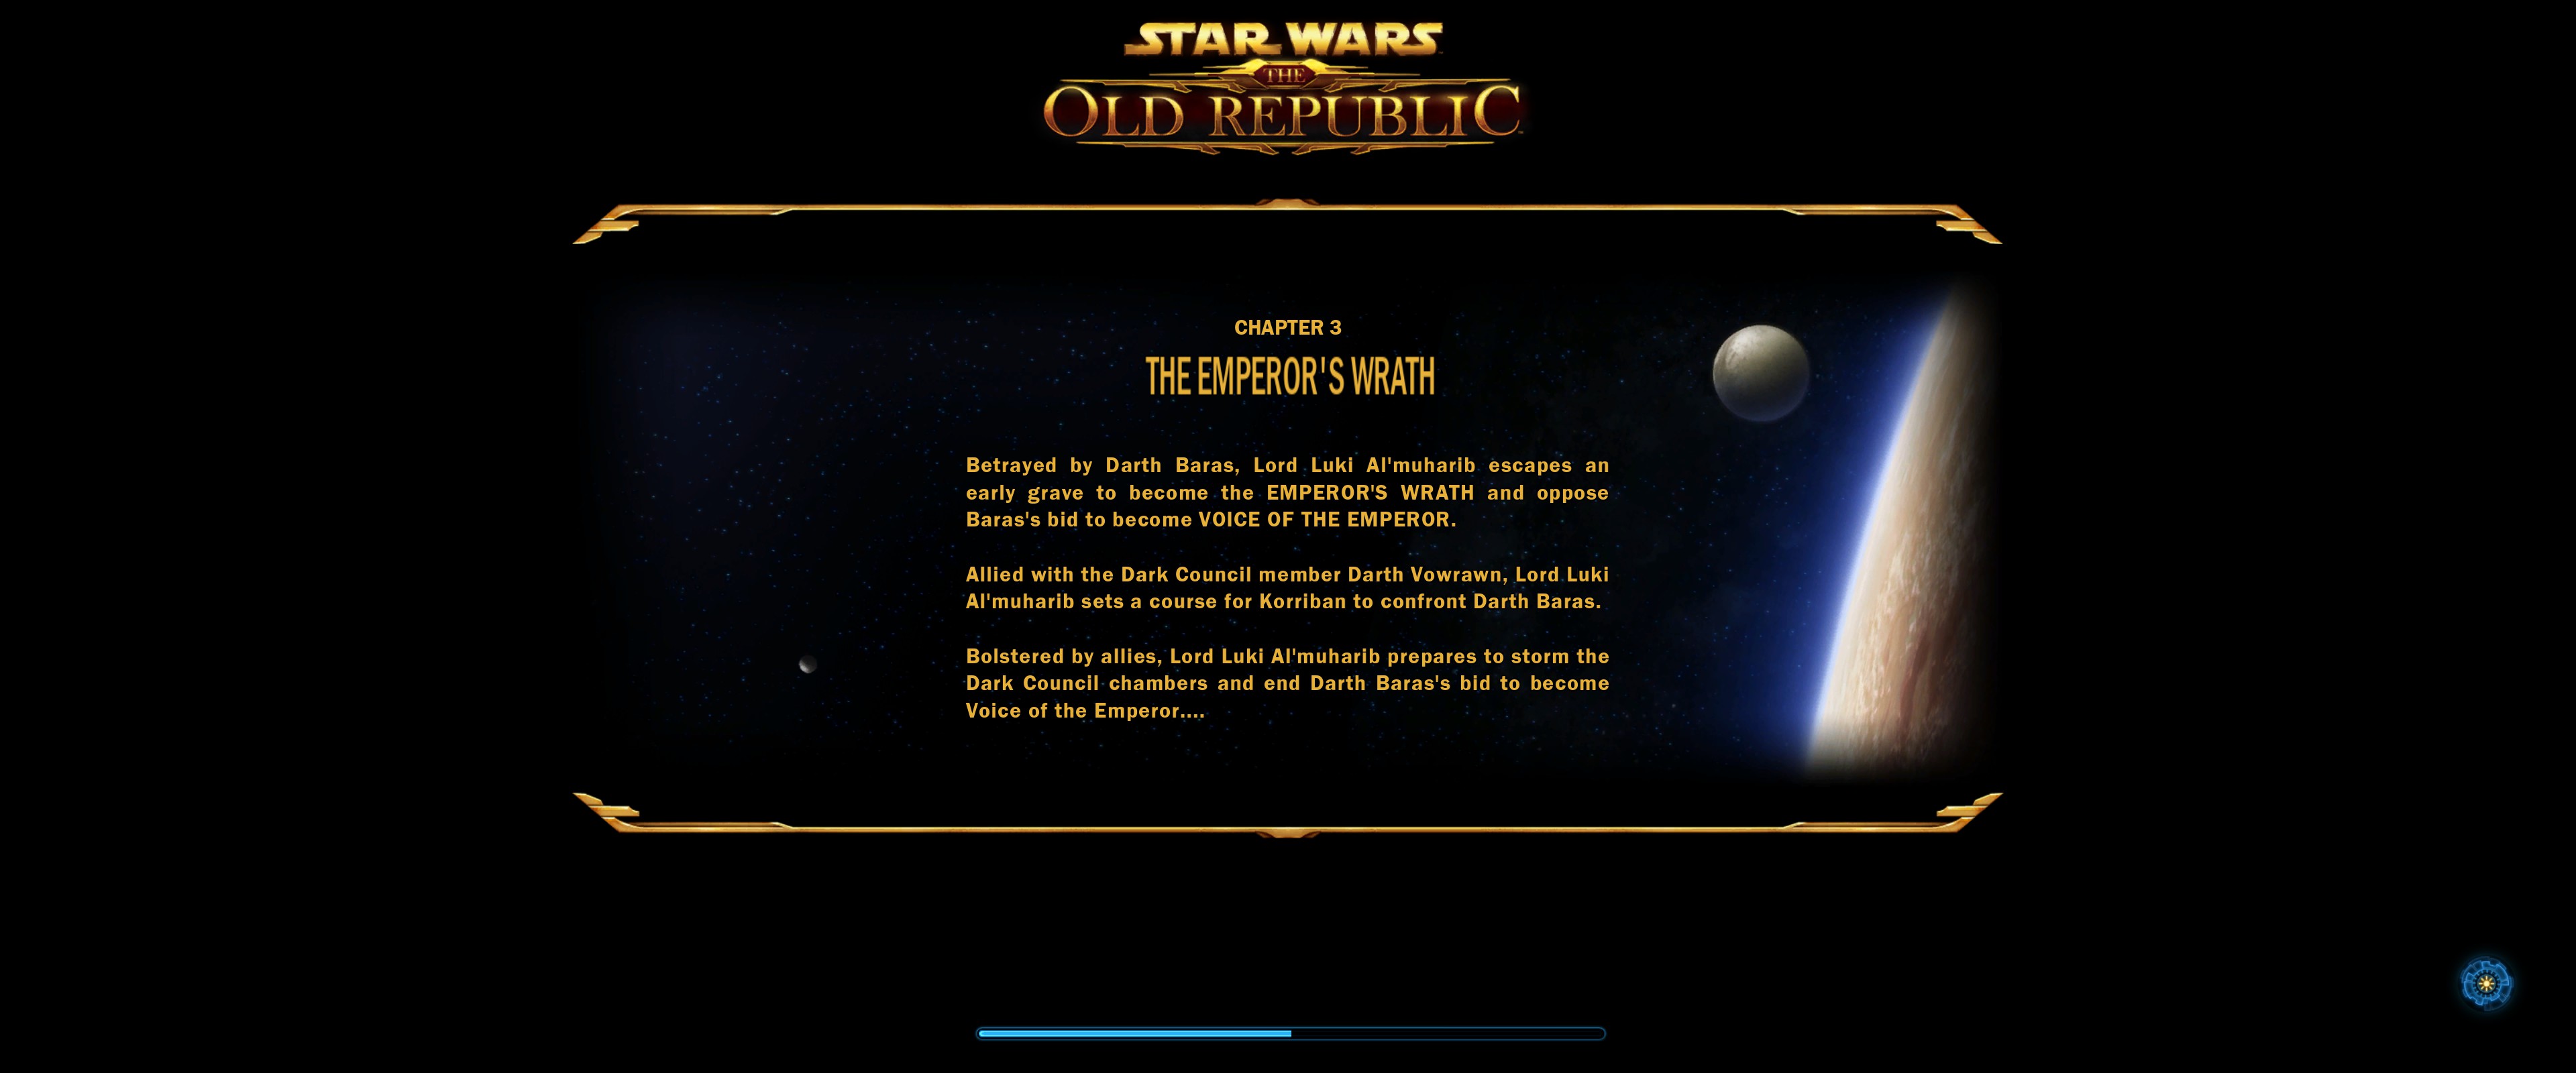 STAR WARS
THE
OLD REPUBLIC
CHAPTER 3
THE EMPEROR'S WRATH
Betrayed by Darth Baras, Lord Luki Al'muharib escapes an
early grave to become the EMPEROR'S WRATH and oppose
Baras's bid to become VOICE OF THE EMPEROR.
Allied with the Dark Council member Darth Vowrawn, Lord Luki
Al'muharib sets a course for Korriban to confront Darth Baras.
Bolstered by allies, Lord Luki Al'muharib prepares to storm the
Dark Council chambers and end Darth Baras's bid to become
Voice of the Emperor....